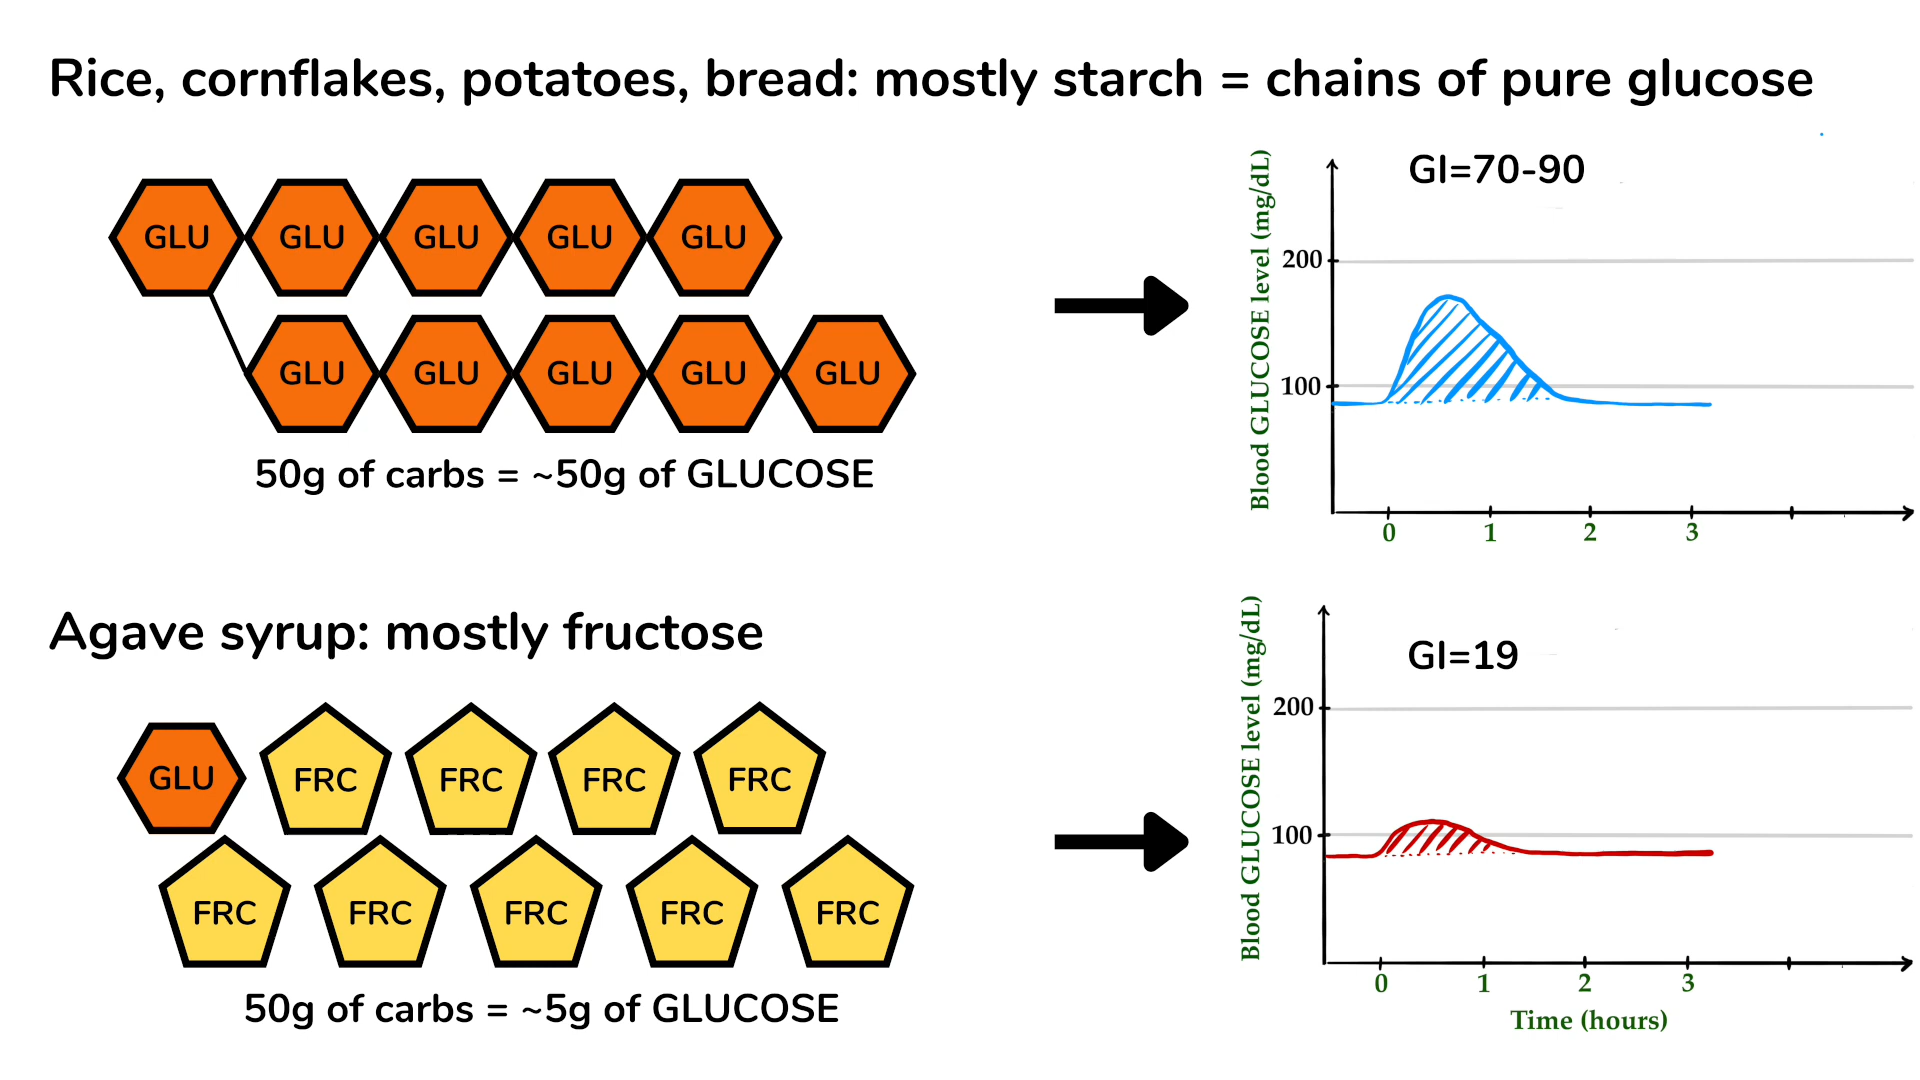 Rice, cornflakes, potatoes, bread: mostly starch = chains of pure glucose
GLU GLU GLU GLU GLU
GLU GLU GLU GLU GLU
50g of carbs = ~50g of GLUCOSE
Blood GLUCOSE level (mg/dL)
GI=70-90
200
100
0 1 2 3
Agave syrup: mostly fructose
GLU FRC FRC FRC FRC
FRC FRC FRC FRC FRC
50g of carbs = ~5g of GLUCOSE
Blood GLUCOSE level (mg/dL)
GI=19
200
100
0 1 2 3
Time (hours)